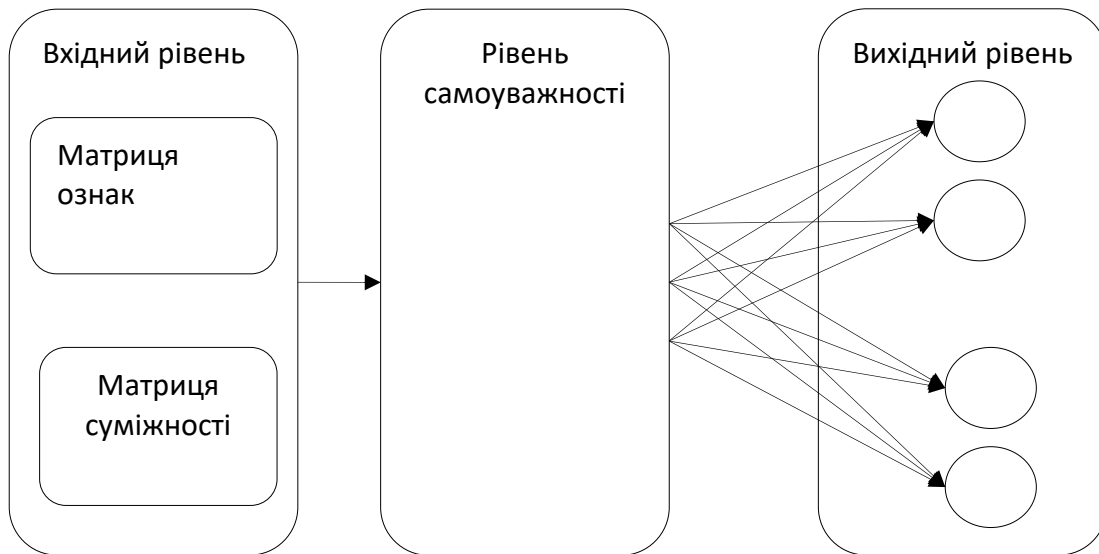 Вхідний рівень
Матриця
ознак
Матриця
суміжності
Рівень
самоуважності
Вихідний рівень